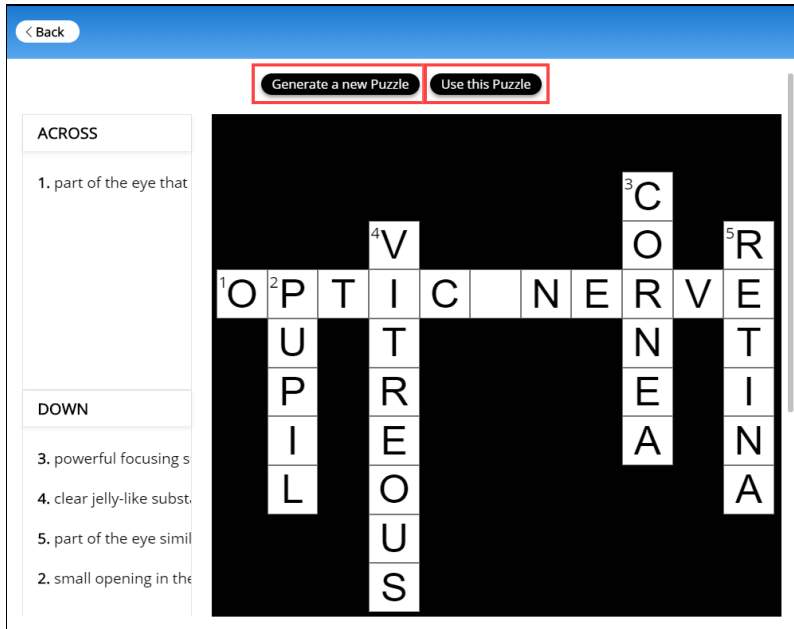 Back
Generate a new Puzzle Use this Puzzle
ACROSS
1. part of the eye that
DOWN
3. powerful focusing s
4. clear jelly-like subst
5. part of the eye simil
2. small opening in the
3 C
4 V O 5 R
1 O 2 P T I C N E R V E
U T N T
P R E I
I E A N
L O A
U
S